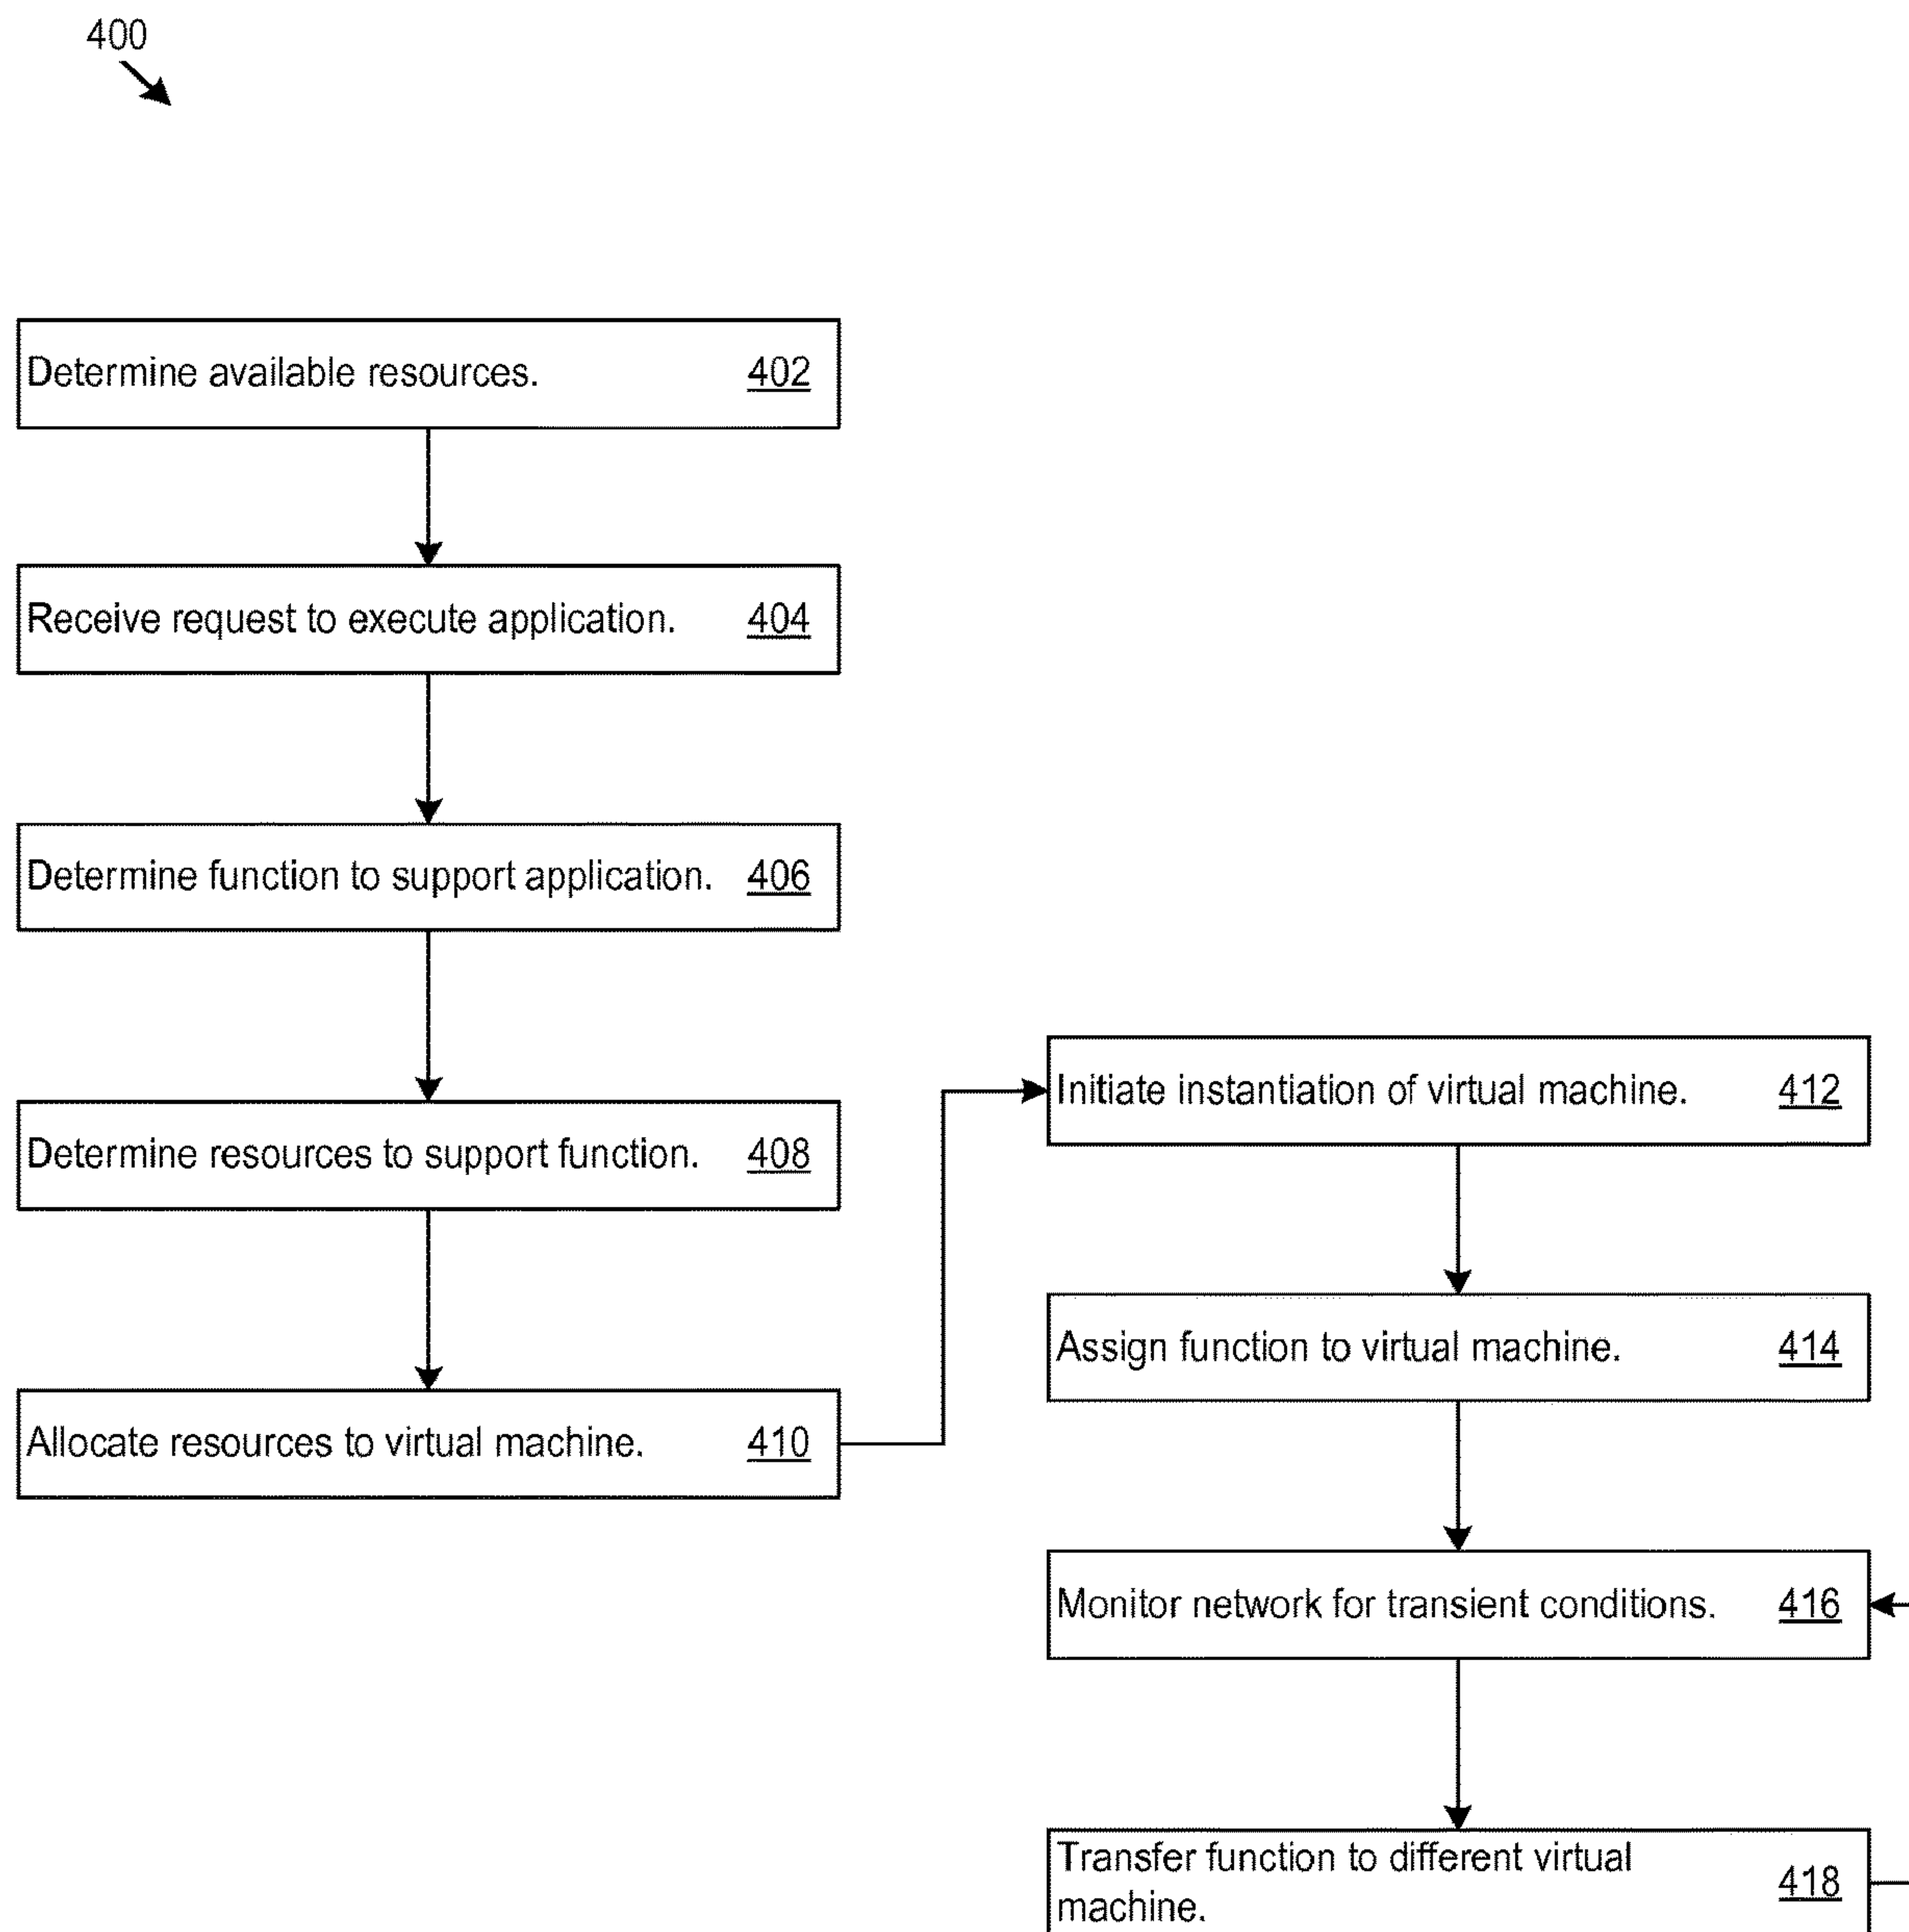 400
Determine available resources. 402
Receive request to execute application. 404
Determine function to support application. 406
Determine resources to support function. 408
Allocate resources to virtual machine. 410
Initiate instantiation of virtual machine. 412
Assign function to virtual machine. 414
Monitor network for transient conditions. 416
Transfer function to different virtual
machine. 418